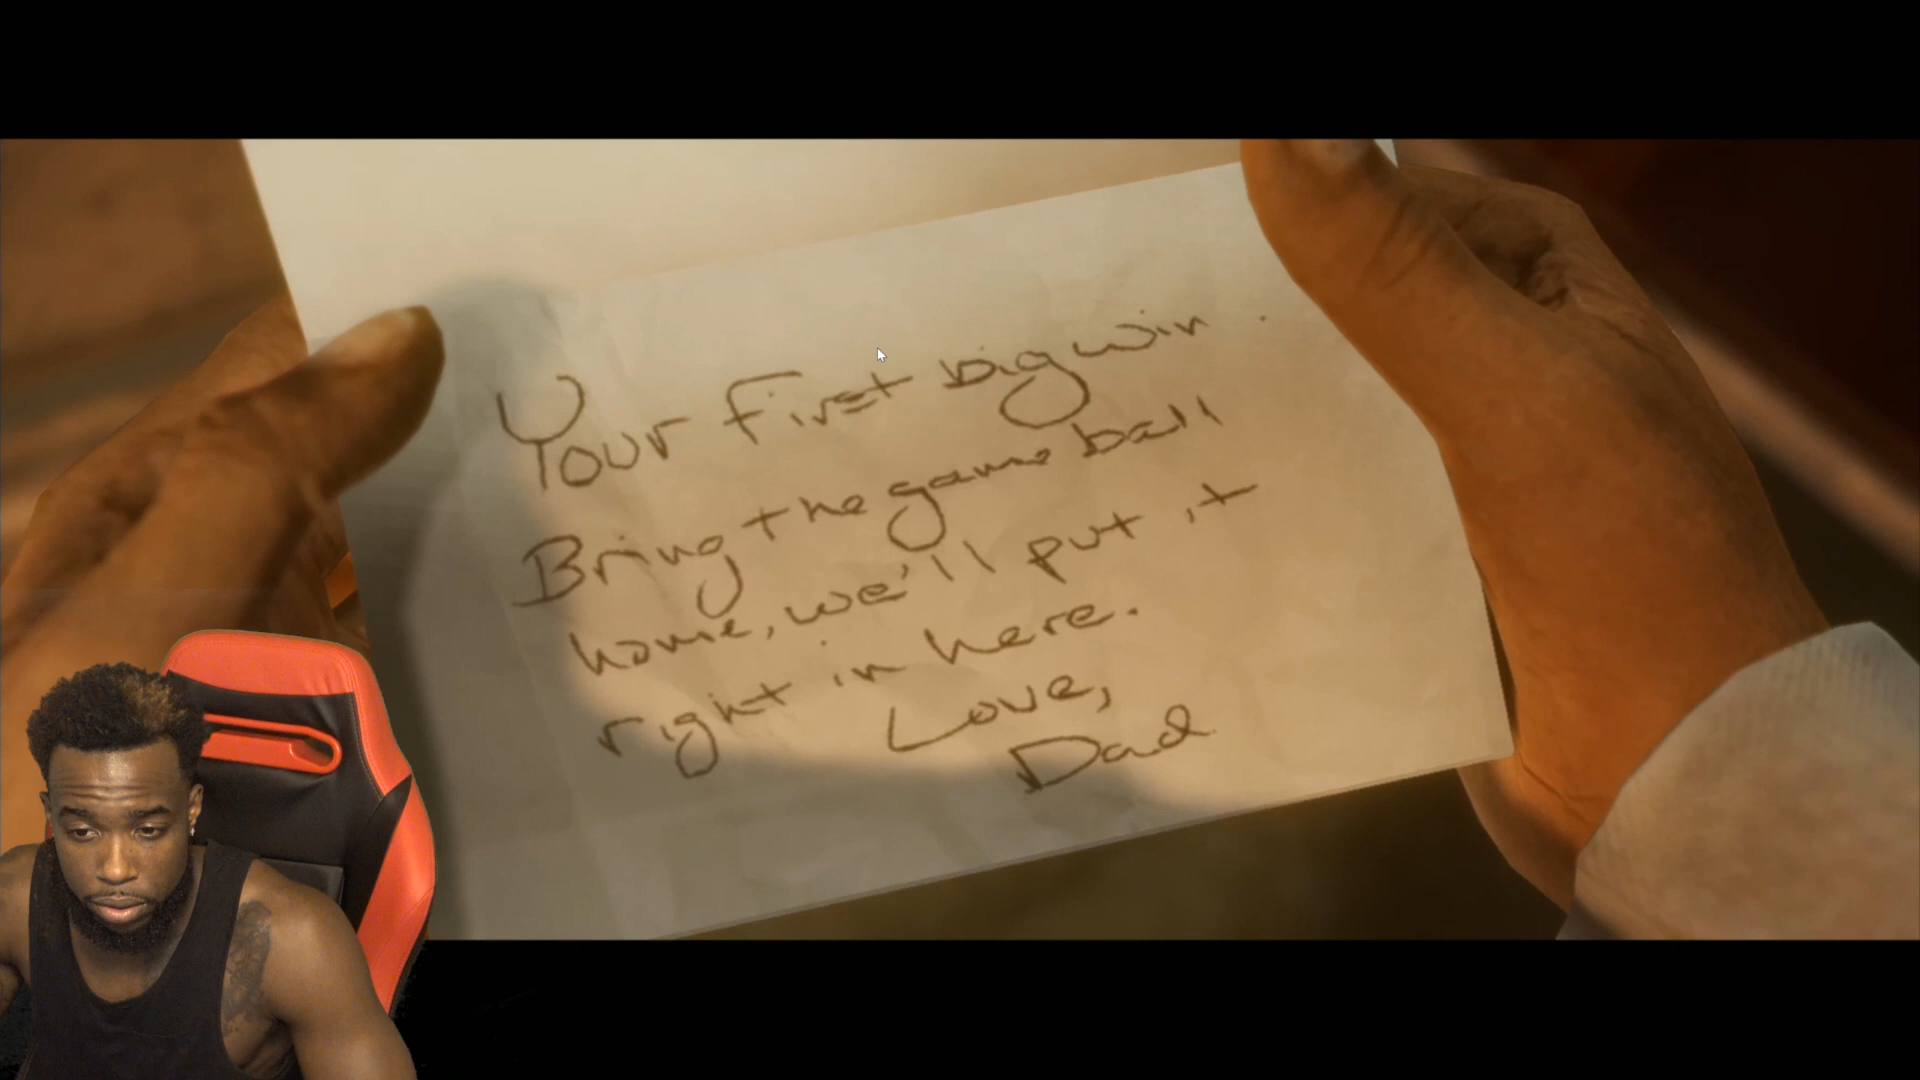 Your first big win.
Bring the game ball
home, we'll put it
right in here.
Love,
Dad